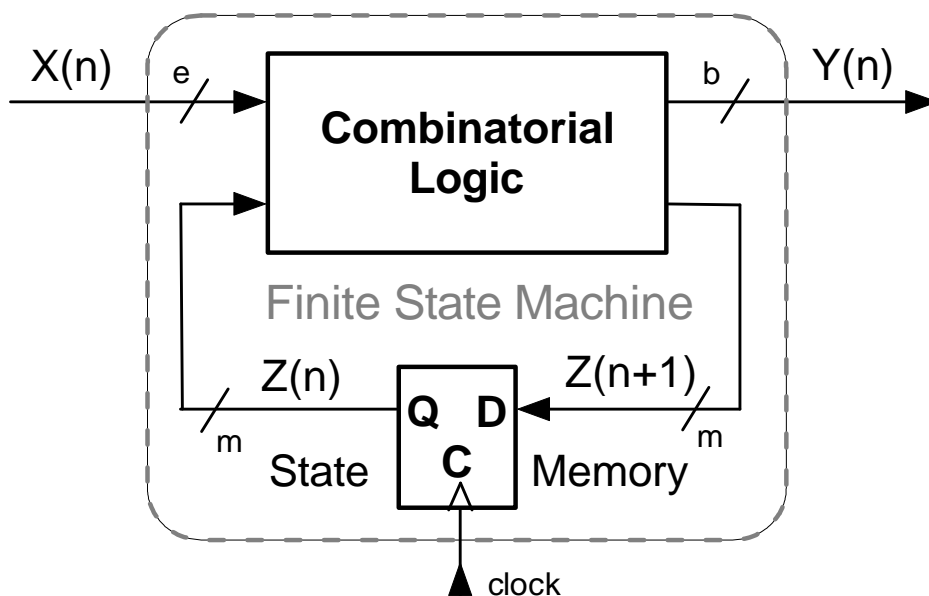 X(n)
e
b
Y(n)
Combinatorial
Logic
Finite State Machine
Z(n)
Z(n+1)
m
Q D
m
State
C
Memory
clock